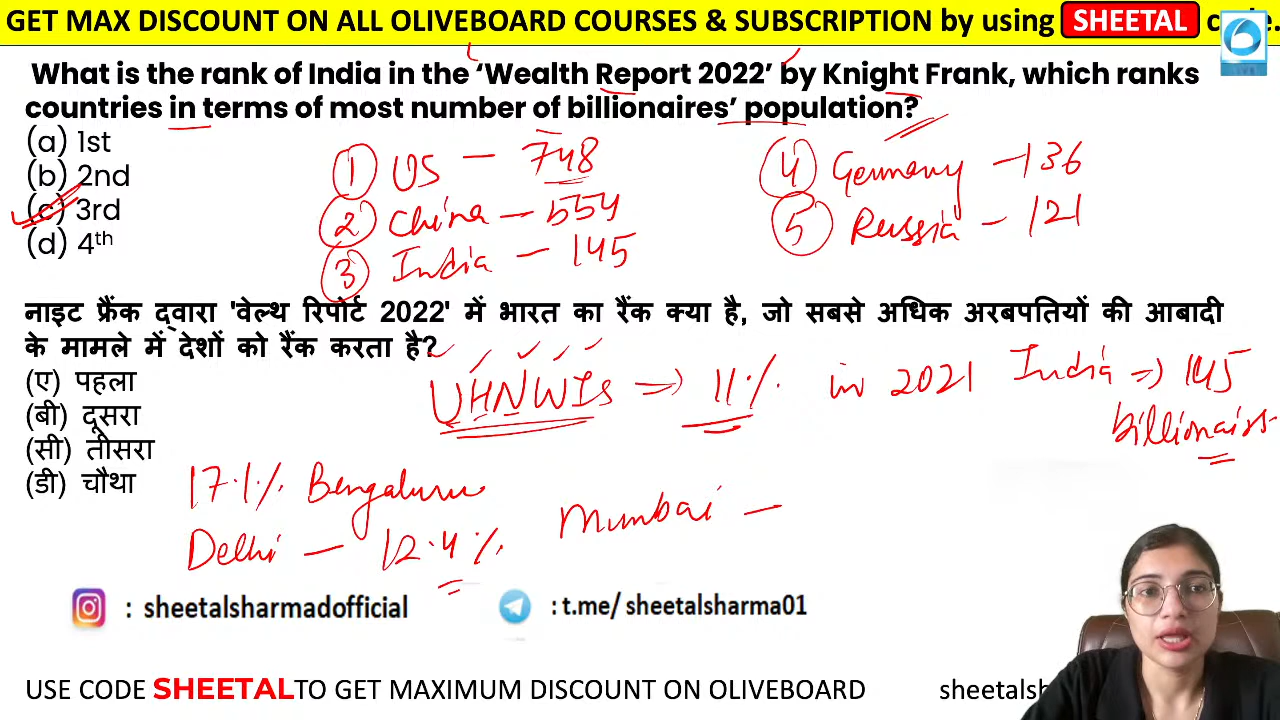 GET MAX DISCOUNT ON ALL OLIVEBOARD COURSES & SUBSCRIPTION by using SHEETAL code.
What is the rank of India in the ‘Wealth Report 2022’ by Knight Frank, which ranks
countries in terms of most number of billionaires’ population?
(a) 1st
(b) 2nd
(c) 3rd
(d) 4th
① US - 748
② China - 554
③ India - 145
④ Germany - 136
⑤ Russia - 121
नाइट फ्रैंक द्वारा 'वेल्थ रिपोर्ट 2022' में भारत का रैंक क्या है, जो सबसे अधिक अरबपतियों की आबादी
के मामले में देशों को रैंक करता है?
(ए) पहला
(बी) दूसरा
(सी) तीसरा
(डी) चौथा
UHNWIs => 11% in 2021 India => 145
billionairs
17.1% Bengaluru
Delhi - 12.4%
Mumbai -
: sheetalsharmadofficial
: t.me/ sheetalsharma01
USE CODE SHEETAL TO GET MAXIMUM DISCOUNT ON OLIVEBOARD